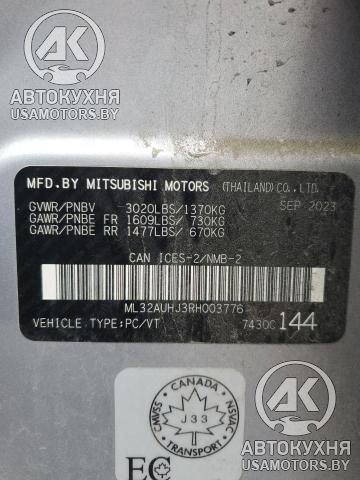 AK
АВТОКУХНЯ
USAMOTORS.BY
MFD.BY MITSUBISHI MOTORS (THAILAND) CO.,LTD.
GVWR/PNBV 3020LBS/1370KG SEP 2023
GAWR/PNBE FR 1609LBS/ 730KG
GAWR/PNBE RR 1477LBS/ 670KG
CAN ICES-2/NMB-2
ML32AUHJ3RH003776
VEHICLE TYPE:PC/VT 7430C 144
CMVSS
NSVAC
J33
TRANSPORT
EC
AK
АВТОКУХНЯ
USAMOTORS.BY